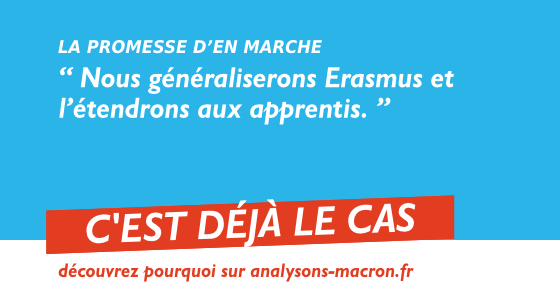 LA PROMESSE D’EN MARCHE
“ Nous généraliserons Erasmus et
l’étendrons aux apprentis. ”
C'EST DÉJÀ LE CAS
découvrez pourquoi sur analysons-macron.fr